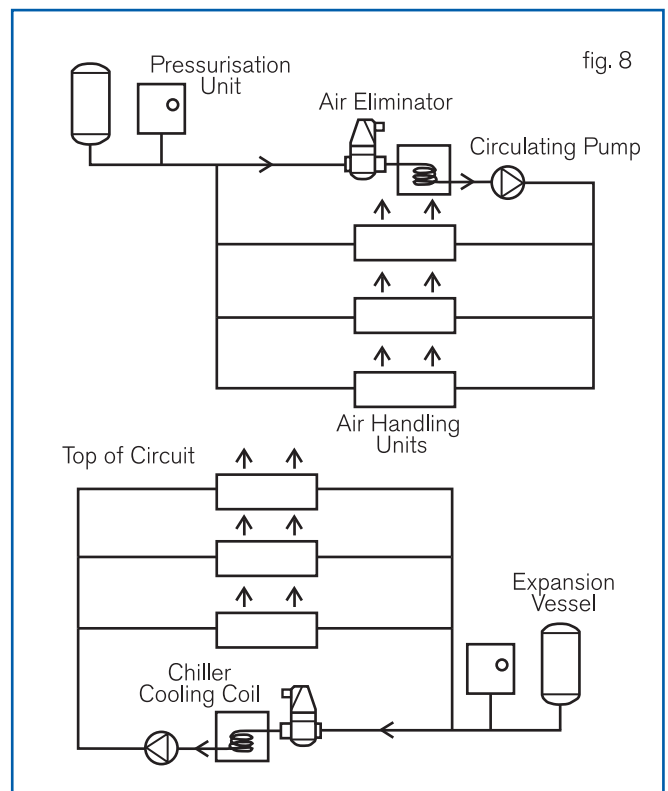 fig. 8
Pressurisation
Unit
Air Eliminator
Circulating Pump
Air Handling
Units
Top of Circuit
Expansion
Vessel
Chiller
Cooling Coil